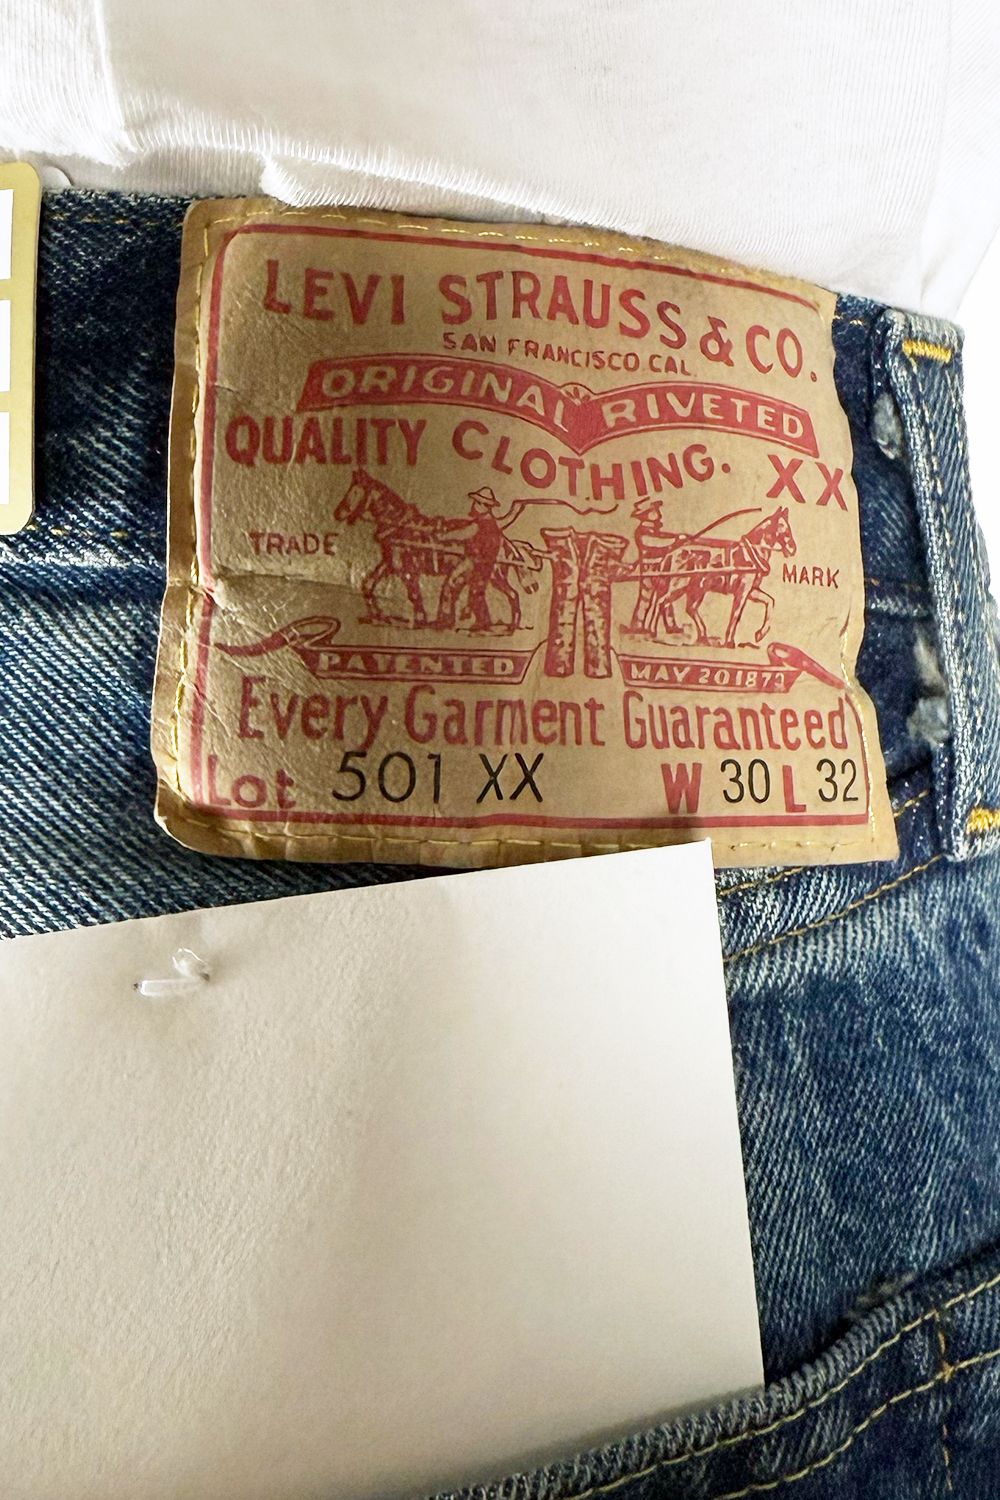 LEVI STRAUSS & CO.
SAN FRANCISCO.CAL.
ORIGINAL RIVETED
QUALITY CLOTHING. XX
TRADE MARK
PATENTED MAY 20 1873
Every Garment Guaranteed
Lot 501 XX W 30 L 32